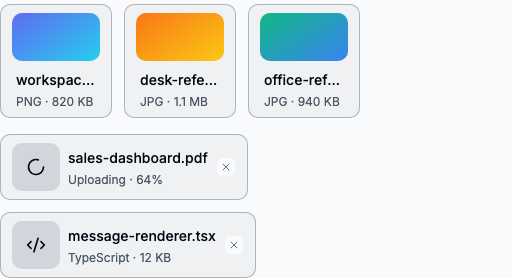 workspac...
PNG · 820 KB
desk-refe...
JPG · 1.1 MB
office-ref...
JPG · 940 KB
sales-dashboard.pdf
Uploading · 64%
message-renderer.tsx
TypeScript · 12 KB